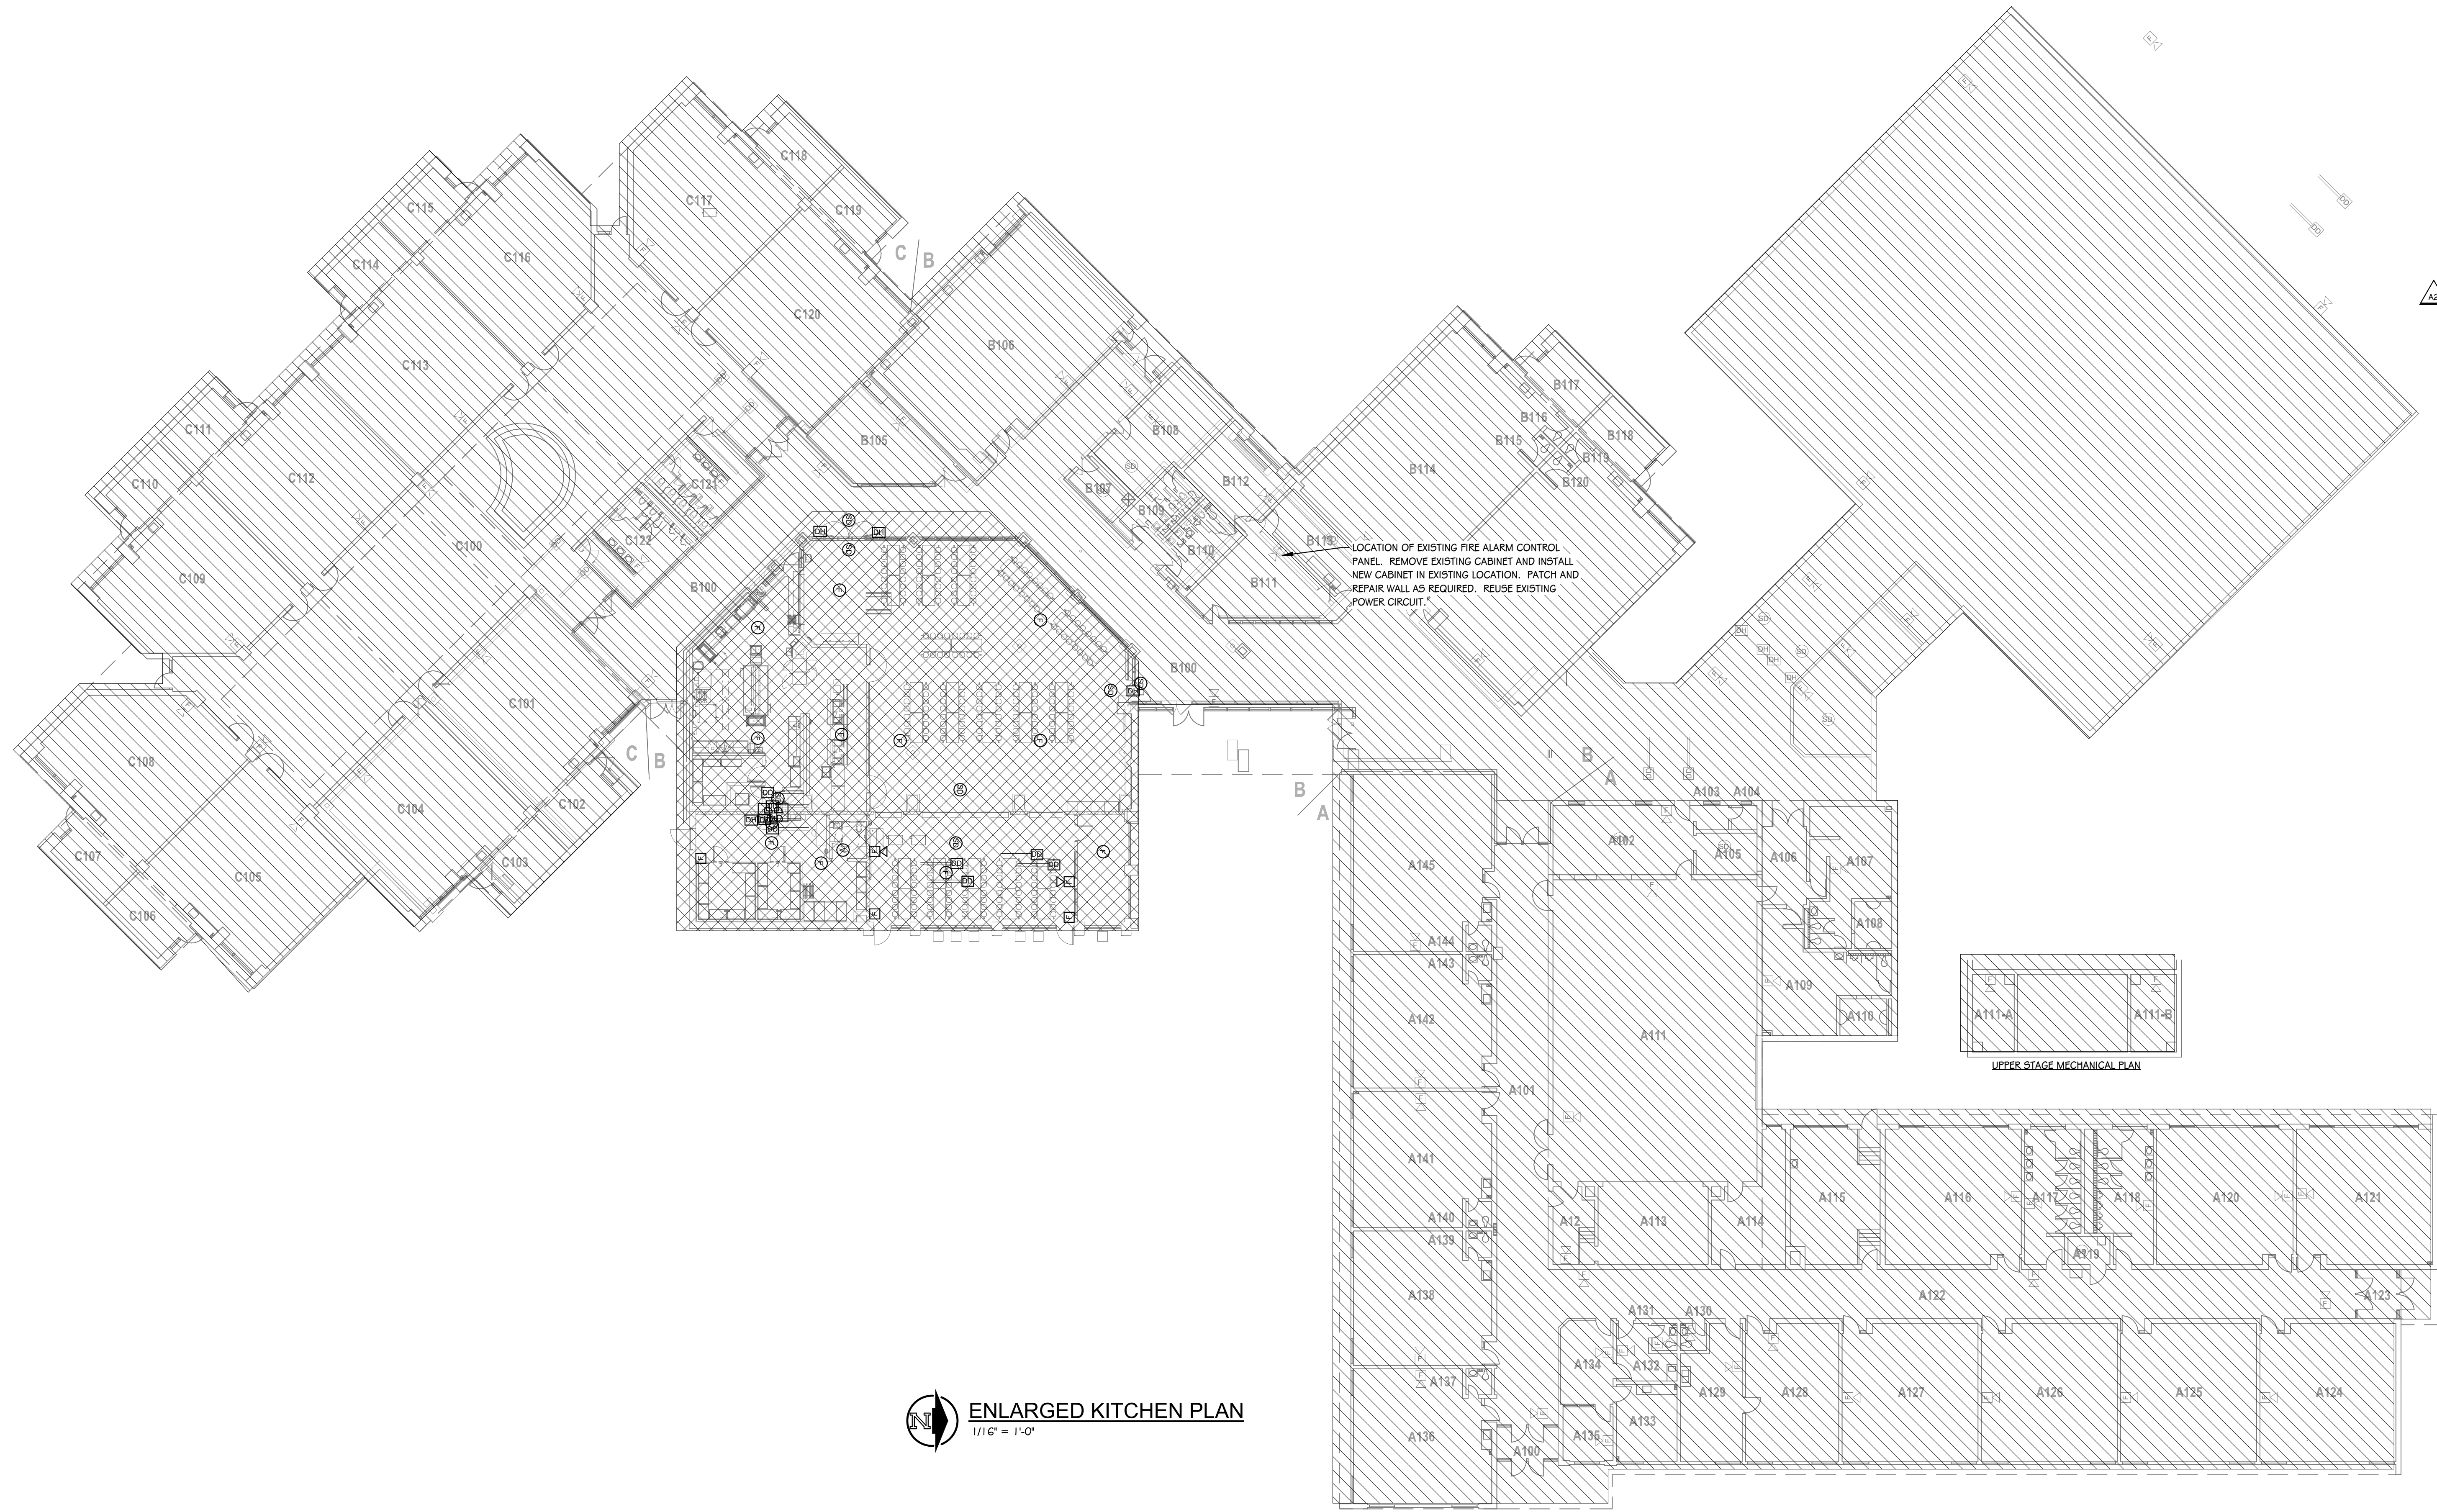 C118
C117
C119
C115
C116
C114
C / B
C120
B106
C113
B117
B116
B118
C111
B108
B105
B115
B119
B114
C110
C112
C121
B107
B112
B120
B109
C122
C100
B110
B113
C109
B100
B111
LOCATION OF EXISTING FIRE ALARM CONTROL
PANEL. REMOVE EXISTING CABINET AND INSTALL
NEW CABINET IN EXISTING LOCATION. PATCH AND
REPAIR WALL AS REQUIRED. REUSE EXISTING
POWER CIRCUIT.
B100
C101
C / B
C108
C104
C102
C103
C107
C105
C106
B
A
B
A
A103
A104
A102
A105
A106
A107
A145
A108
A144
A143
A109
A142
A110
A111
A111-A
A111-B
UPPER STAGE MECHANICAL PLAN
A101
A141
A12
A113
A114
A115
A116
A117
A118
A120
A121
A140
A139
A119
A138
A122
A123
A131
A130
A134
A132
A137
A129
A128
A127
A126
A125
A124
A133
A136
A135
A100
N
ENLARGED KITCHEN PLAN
1/16" = 1'-0"